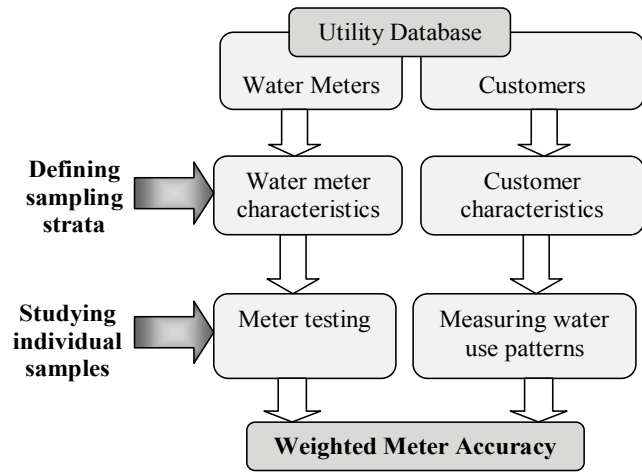 Utility Database
Water Meters
Customers
Defining
sampling
strata
Water meter
characteristics
Customer
characteristics
Studying
individual
samples
Meter testing
Measuring water
use patterns
Weighted Meter Accuracy